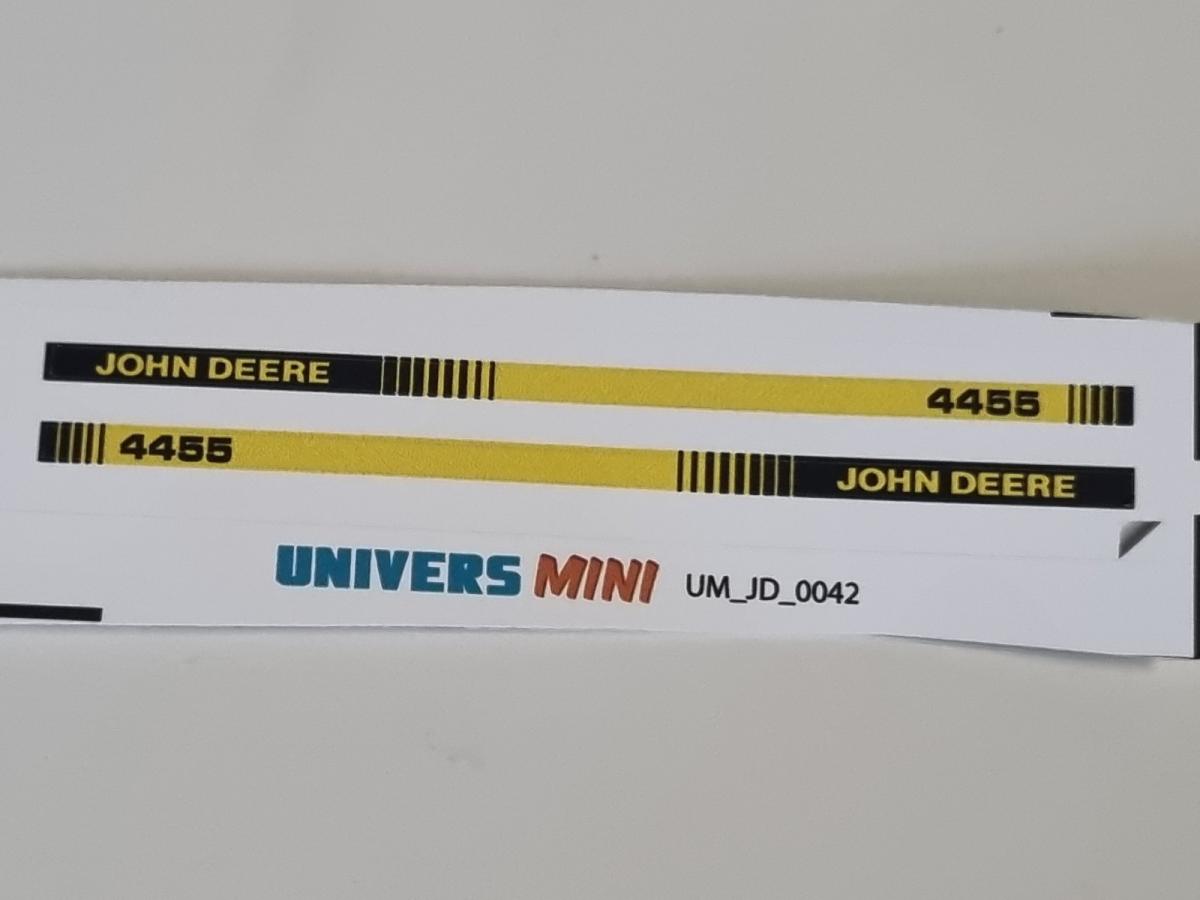 JOHN DEERE 4455
4455 JOHN DEERE
UNIVERS MINI UM_JD_0042